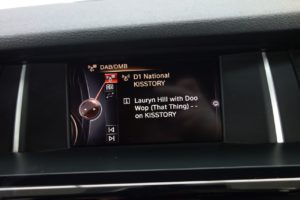 DAB/DMB
D1 National
KISSTORY
Lauryn Hill with Doo
Wop (That Thing) - -
on KISSTORY